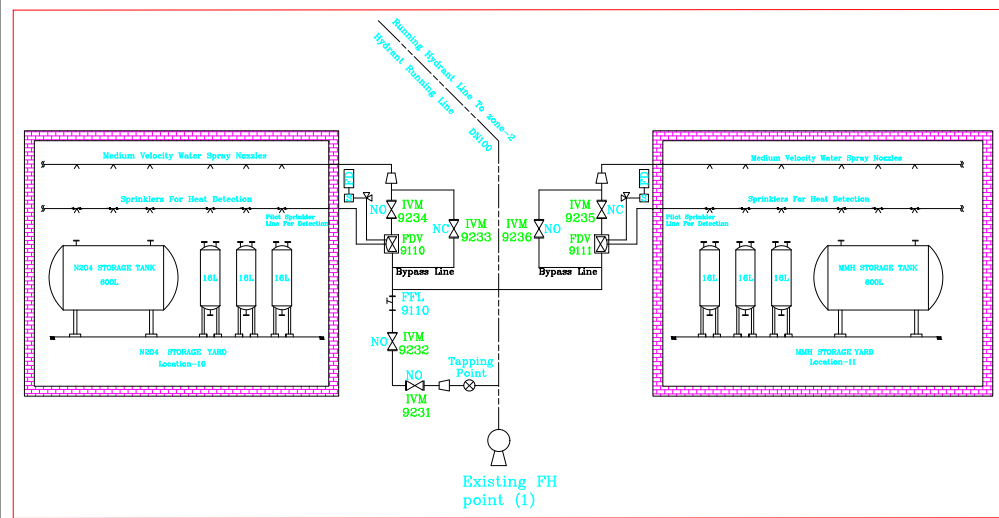 Running Hydrant Line To zone-2
Hydrant Running Line
DN100
Medium Velocity Water Spray Nozzles
Sprinklers For Heat Detection
Pilot Sprinkler
Line For Detection
N204 STORAGE TANK
600L
16L
16L
16L
N204 STORAGE YARD
Location-10
NO
IVM
9234
NC
IVM
9233
FDV
9110
Bypass Line
FFL
9110
NO
IVM
9232
NO
IVM
9231
Tapping
Point
Existing FH
point (1)
IVM
9236
NO
IVM
9235
NC
FDV
9111
Bypass Line
Medium Velocity Water Spray Nozzles
Sprinklers For Heat Detection
Pilot Sprinkler
Line For Detection
16L
16L
16L
MMH STORAGE TANK
600L
MMH STORAGE YARD
Location-11